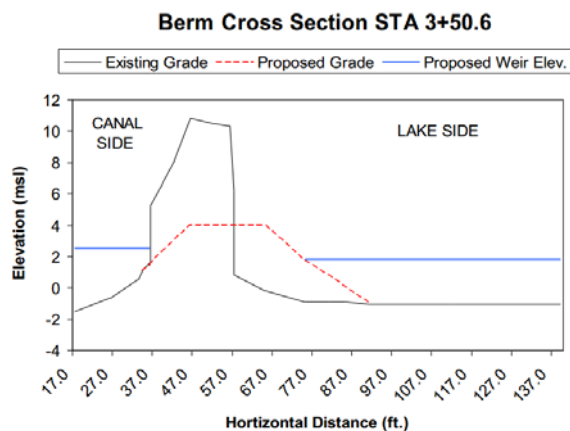 Berm Cross Section STA 3+50.6
Existing Grade Proposed Grade Proposed Weir Elev.
12
10
8
6
4
2
0
-2
-4
CANAL
SIDE
LAKE SIDE
Elevation (msl)
17.0 27.0 37.0 47.0 57.0 67.0 77.0 87.0 97.0 107.0 117.0 127.0 137.0
Hortizontal Distance (ft.)